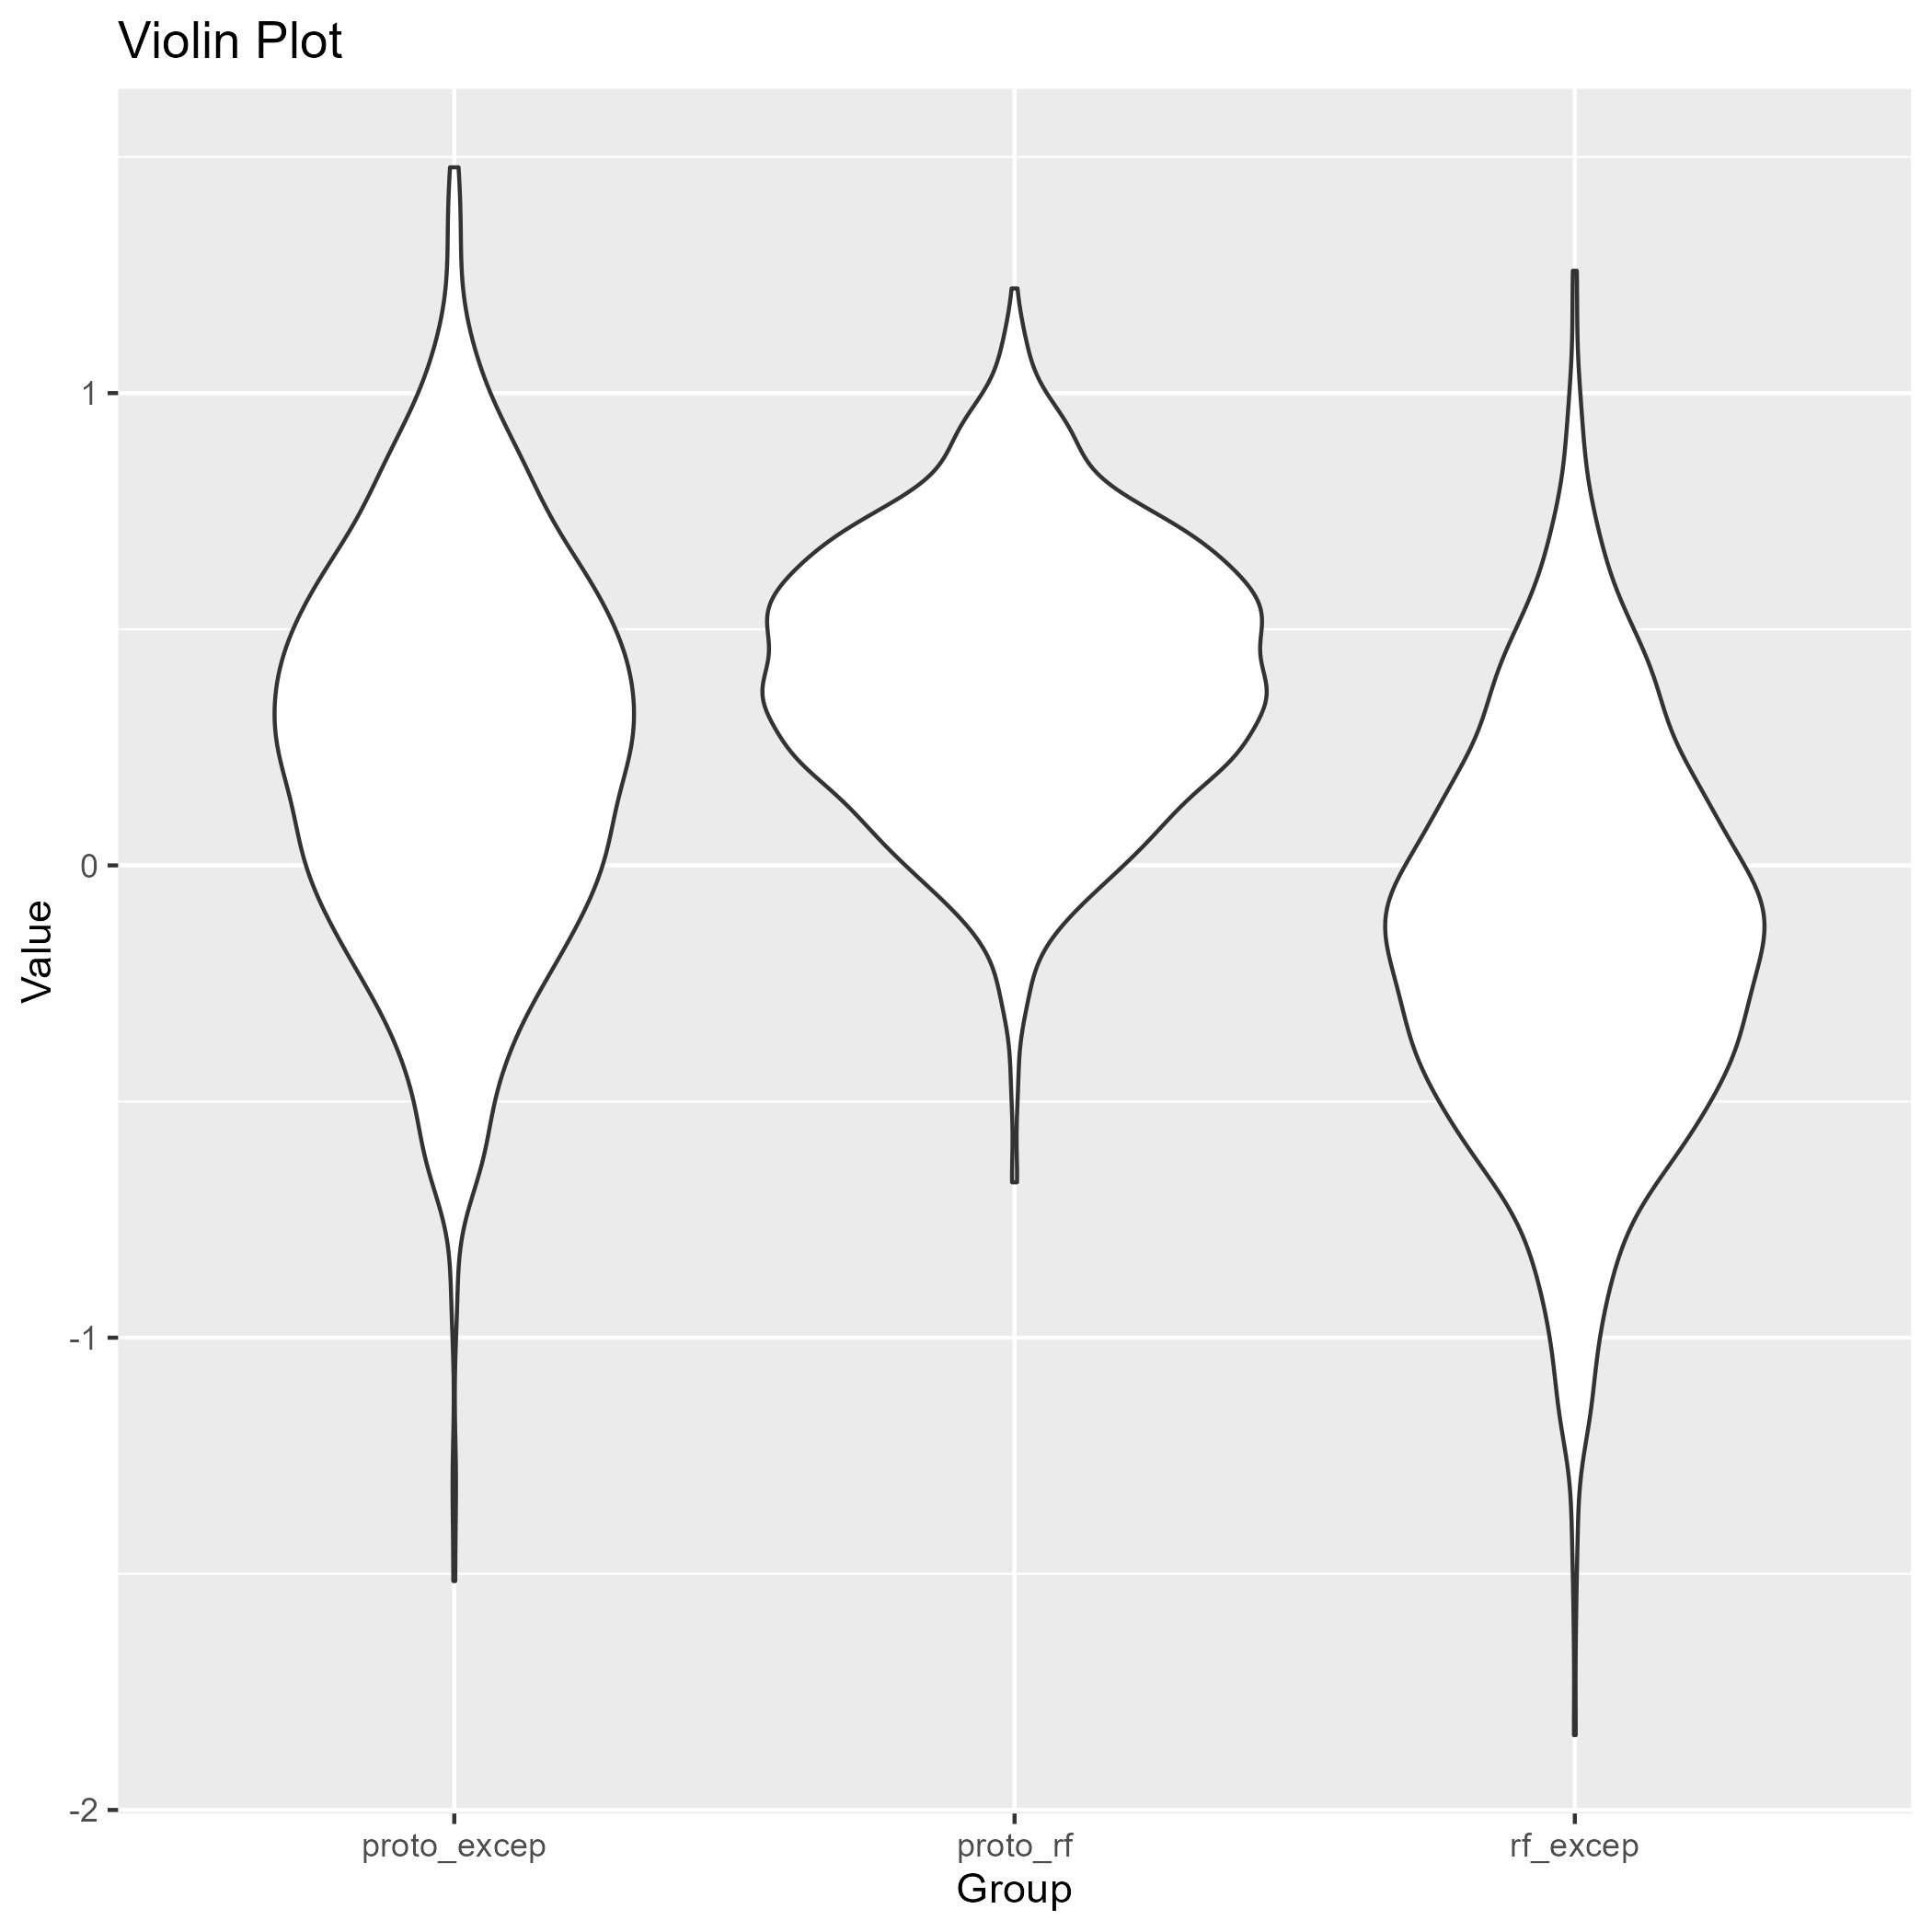 Violin Plot
Value
1
0
-1
-2
proto_excep
proto_rf
rf_excep
Group